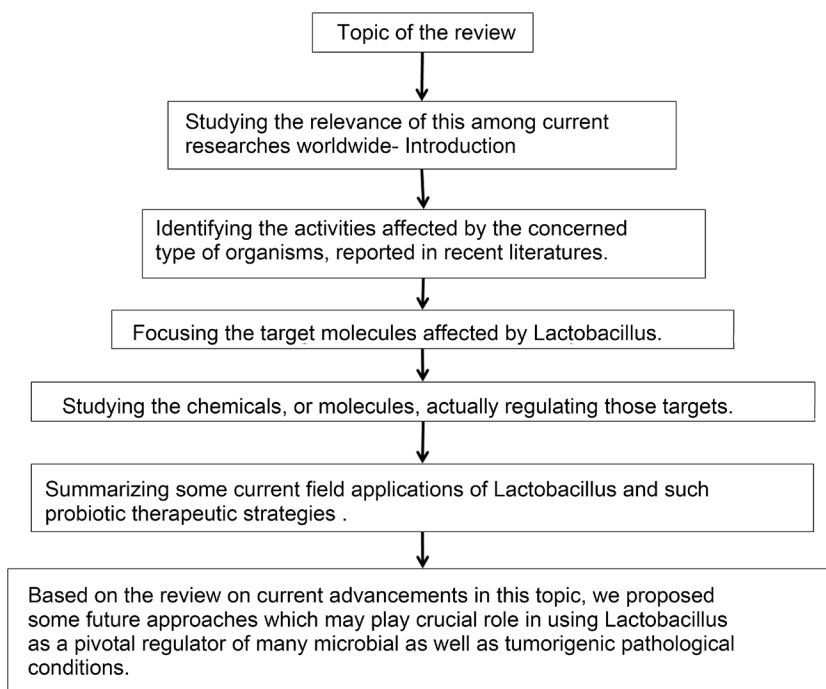 Topic of the review
Studying the relevance of this among current
researches worldwide- Introduction
Identifying the activities affected by the concerned
type of organisms, reported in recent literatures.
Focusing the target molecules affected by Lactobacillus.
Studying the chemicals, or molecules, actually regulating those targets.
Summarizing some current field applications of Lactobacillus and such
probiotic therapeutic strategies .
Based on the review on current advancements in this topic, we proposed
some future approaches which may play crucial role in using Lactobacillus
as a pivotal regulator of many microbial as well as tumorigenic pathological
conditions.